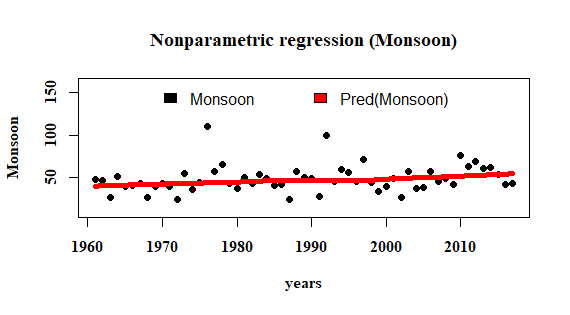 Nonparametric regression (Monsoon)
Monsoon
150
100
50
Monsoon Pred(Monsoon)
1960 1970 1980 1990 2000 2010
years